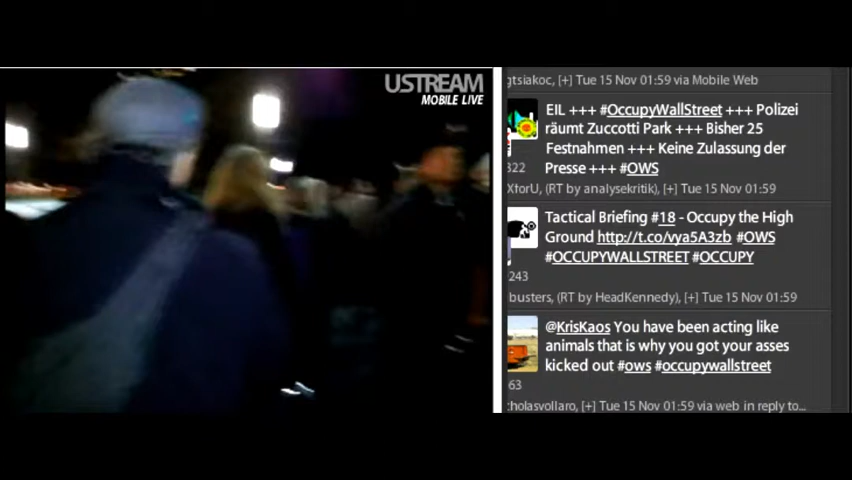 USTREAM
MOBILE LIVE
gtsiakoc, [+] Tue 15 Nov 01:59 via Mobile Web
EIL +++ #OccupyWallStreet +++ Polizei
räumt Zuccotti Park +++ Bisher 25
Festnahmen +++ Keine Zulassung der
Presse +++ #OWS
322
XforU, (RT by analysekritik), [+] Tue 15 Nov 01:59
Tactical Briefing #18 - Occupy the High
Ground http://t.co/vya5A3zb #OWS
#OCCUPYWALLSTREET #OCCUPY
243
busters, (RT by HeadKennedy), [+] Tue 15 Nov 01:59
@KrisKaos You have been acting like
animals that is why you got your asses
kicked out #ows #occupywallstreet
63
cholasvollaro, [+] Tue 15 Nov 01:59 via web in reply to...